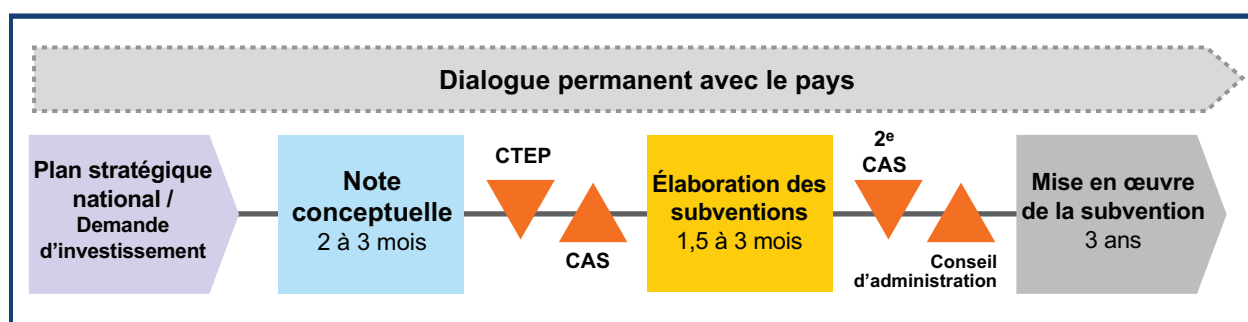 Dialogue permanent avec le pays
Plan stratégique
national /
Demande
d’investissement
Note
conceptuelle
2 à 3 mois
CTEP
CAS
Élaboration des
subventions
1,5 à 3 mois
2e
CAS
Conseil
d’administration
Mise en œuvre
de la subvention
3 ans